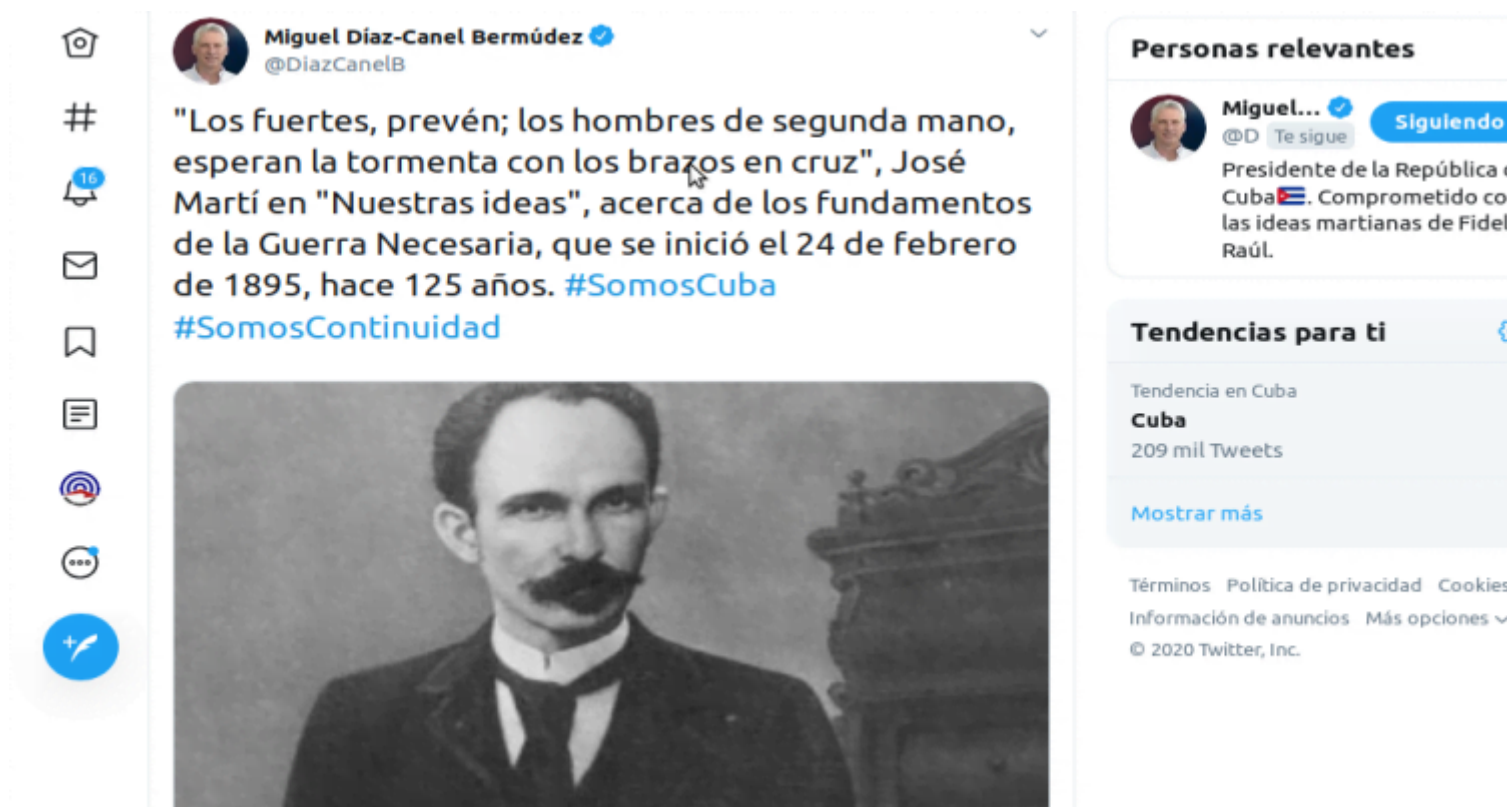 Miguel Díaz-Canel Bermúdez
@DiazCanelB
"Los fuertes, prevén; los hombres de segunda mano,
esperan la tormenta con los brazos en cruz", José
Martí en "Nuestras ideas", acerca de los fundamentos
de la Guerra Necesaria, que se inició el 24 de febrero
de 1895, hace 125 años. #SomosCuba
#SomosContinuidad
16
Personas relevantes
Miguel...
Siguiendo
@D Te sigue
Presidente de la República
Cuba. Comprometido co
las ideas martianas de Fidel
Raúl.
Tendencias para ti
Tendencia en Cuba
Cuba
209 mil Tweets
Mostrar más
Términos Política de privacidad Cookies
Información de anuncios Más opciones
© 2020 Twitter, Inc.